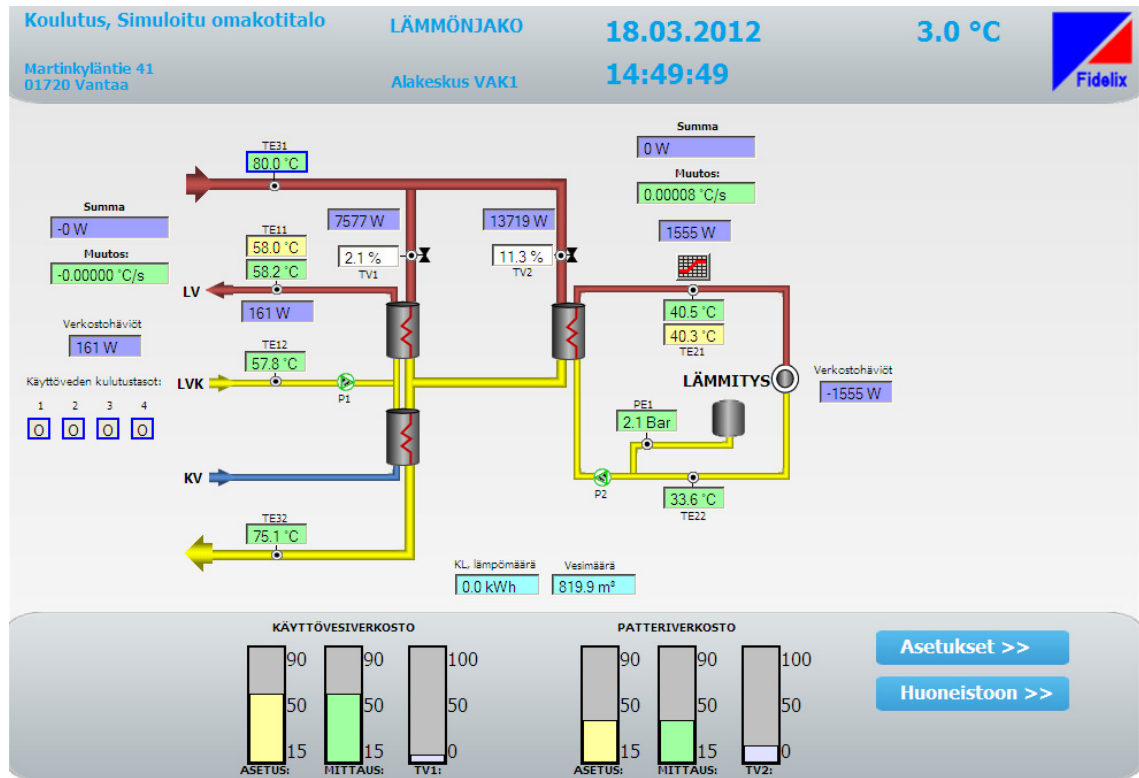 Koulutus, Simuloitu omakotitalo
LÄMMÖNJAKO
18.03.2012
3.0 °C
Martinkyläntie 41
01720 Vantaa
Alakeskus VAK1
14:49:49
Fidelix
Summa
0 W
Muutos:
0.00008 °C/s
TE31
80.0 °C
Summa
-0 W
Muutos:
-0.00000 °C/s
TE11
58.0 °C
58.2 °C
7577 W
2.1 %
TV1
13719 W
11.3 %
TV2
1555 W
LV
161 W
40.5 °C
40.3 °C
TE21
Verkostohäviöt
161 W
TE12
57.8 °C
Käyttöveden kulutustasot:
LVK
P1
LÄMMITYS
Verkostohäviöt
-1555 W
1 2 3 4
0 0 0 0
PE1
2.1 Bar
KV
P2
33.6 °C
TE22
TE32
75.1 °C
KL, lämpömäärä
0.0 kWh
Vesimäärä
819.9 m³
KÄYTTÖVESIVERKOSTO
90 90 100
50 50 50
15 15 0
ASETUS: MITTAUS: TV1:
PATTERIVERKOSTO
90 90 100
50 50 50
15 15 0
ASETUS: MITTAUS: TV2:
Asetukset >>
Huoneistoon >>